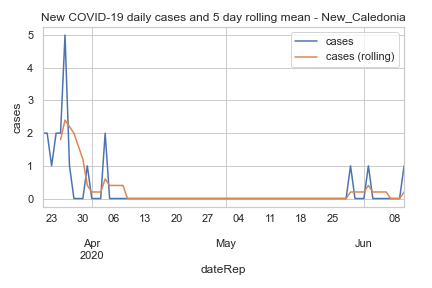 New COVID-19 daily cases and 5 day rolling mean - New_Caledonia
cases
cases (rolling)
5
4
3
2
1
0
cases
23 30 06 13 20 27 04 11 18 25 08
Apr May Jun
2020
dateRep